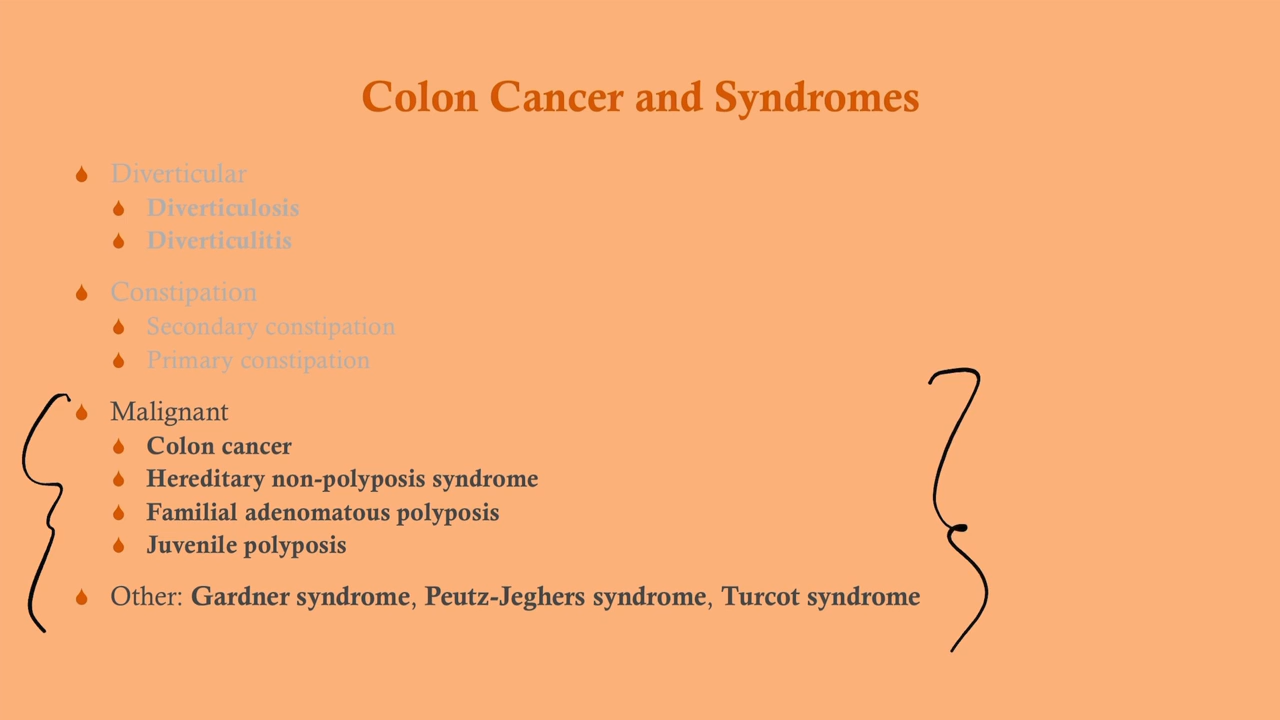 Colon Cancer and Syndromes
Diverticular
Diverticulosis
Diverticulitis
Constipation
Secondary constipation
Primary constipation
Malignant
Colon cancer
Hereditary non-polyposis syndrome
Familial adenomatous polyposis
Juvenile polyposis
Other: Gardner syndrome, Peutz-Jeghers syndrome, Turcot syndrome